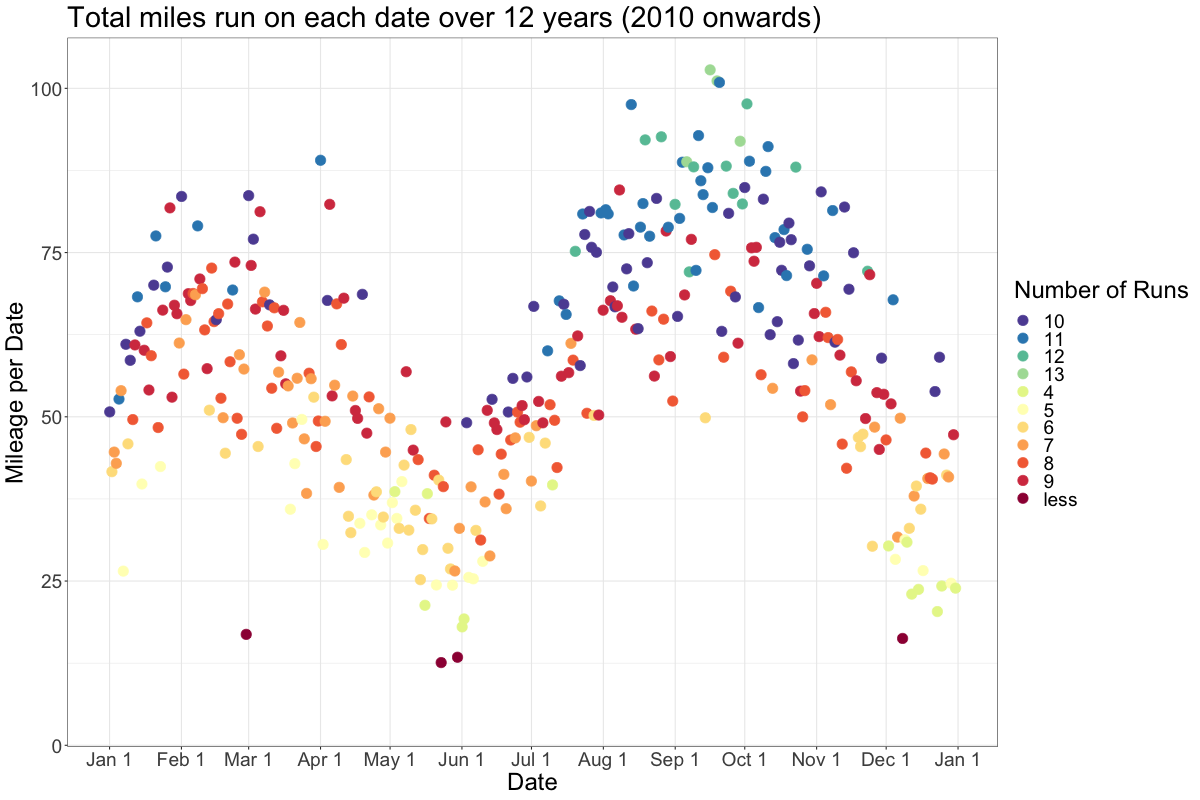 Total miles run on each date over 12 years (2010 onwards)
Mileage per Date
100
75
50
25
0
Jan 1 Feb 1 Mar 1 Apr 1 May 1 Jun 1 Jul 1 Aug 1 Sep 1 Oct 1 Nov 1 Dec 1 Jan 1
Date
Number of Runs
10
11
12
13
4
5
6
7
8
9
less